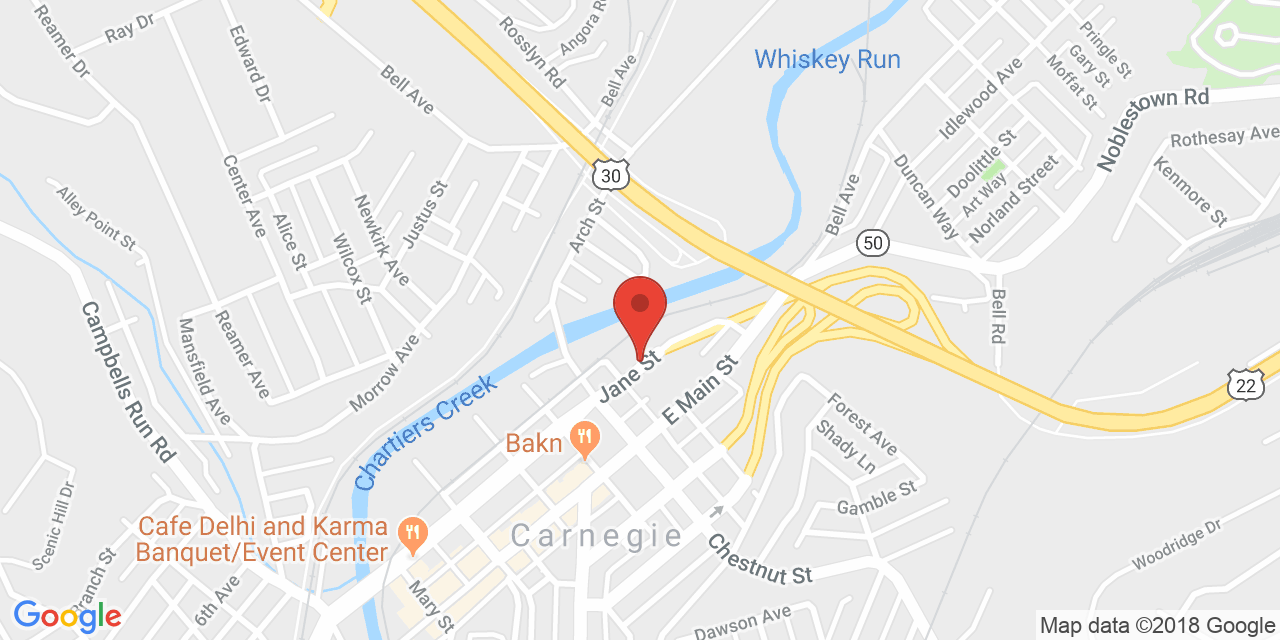 Reamer Dr
Ray Dr
Edward Dr
Bell Ave
Rosslyn Rd
Angora R
Bell Ave
Whiskey Run
Idlewood Ave
Pringle St
Gary St
Moffat St
Noblestown Rd
Rothesay Ave
Kenmore St
Doolittle St
Art Way
Norland Street
Duncan Way
30
Alley Point St
Center Ave
Alice St
Newkirk Ave
Wilcox St
Justus St
Arch St
Bell Ave
50
Bell Rd
22
Campbells Run Rd
Mansfield Ave
Reamer Ave
Morrow Ave
Chartiers Creek
Jane St
E Main St
Forest Ave
Shady Ln
Gamble St
Bakn
Cafe Delhi and Karma
Banquet/Event Center
Carnegie
Chestnut St
Woodridge Dr
Scenic Hill Dr
Branch St
6th Ave
Mary St
Dawson Ave
Google
Map data ©2018 Google